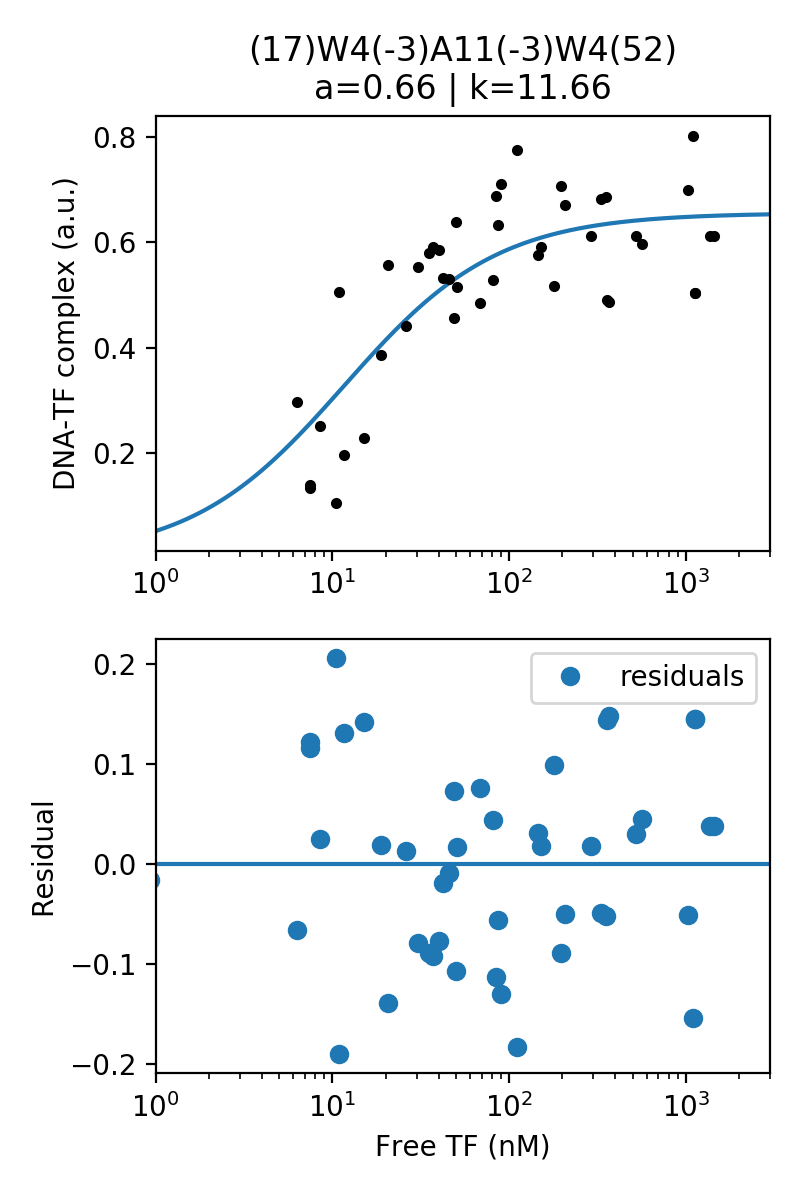 (17)W4(-3)A11(-3)W4(52)
a=0.66 | k=11.66
DNA-TF complex (a.u.)
0.8
0.6
0.4
0.2
10⁰
10¹
10²
10³
residuals
Residual
0.2
0.1
0.0
−0.1
−0.2
10⁰
10¹
10²
10³
Free TF (nM)